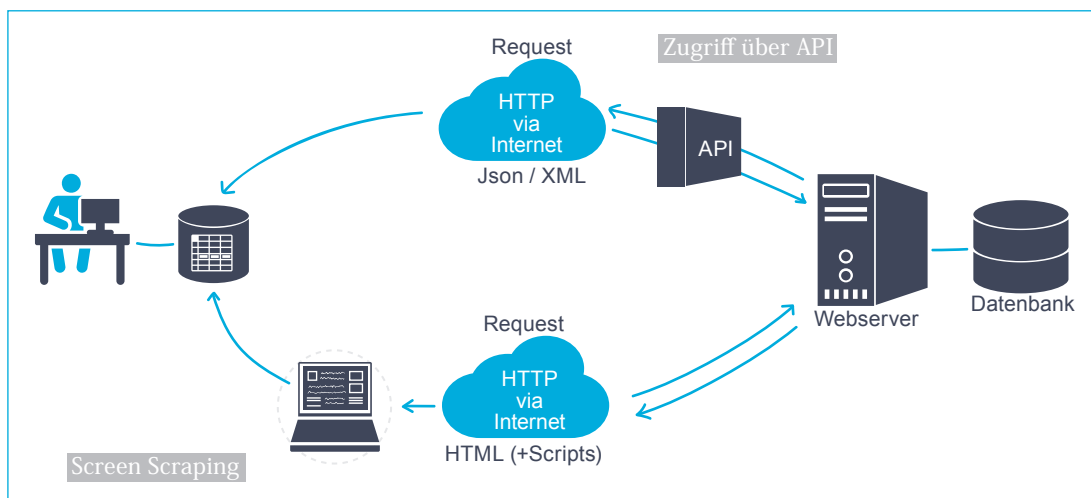 Request
Zugriff über API
HTTP
via
Internet
API
Json / XML
Webserver
Datenbank
Request
HTTP
via
Internet
HTML (+Scripts)
Screen Scraping